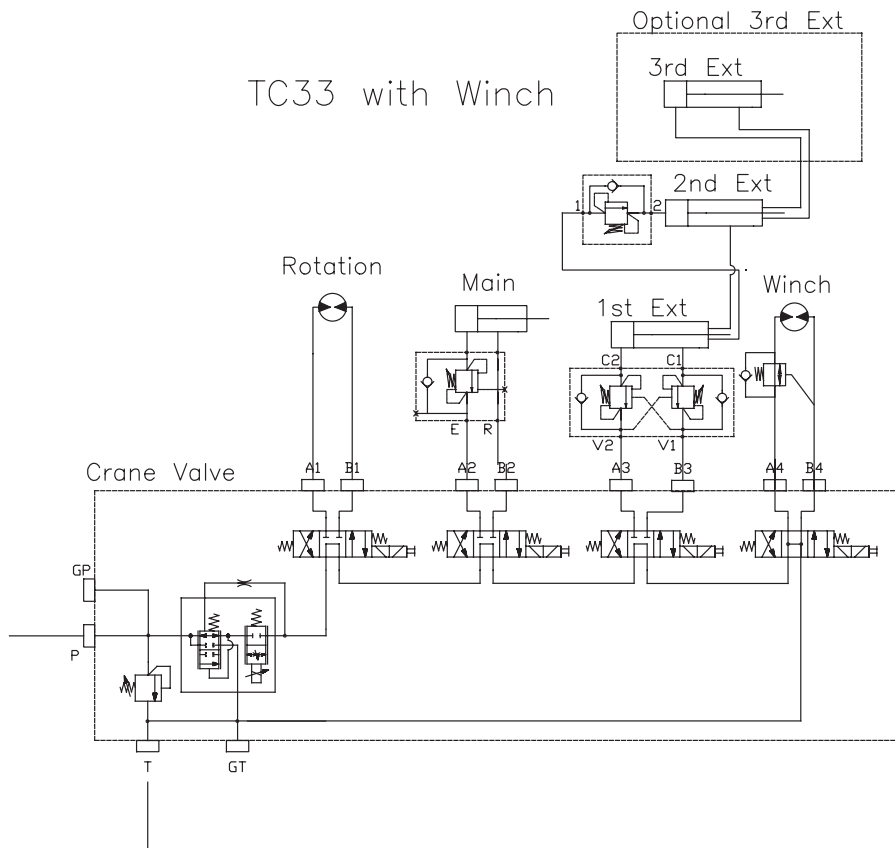 Optional 3rd Ext
3rd Ext
TC33 with Winch
2nd Ext
1
2
Rotation
Main
1st Ext
Winch
C2
C1
E
R
V2
V1
Crane Valve
A1
B1
A2
B2
A3
B3
A4
B4
GP
P
T
GT